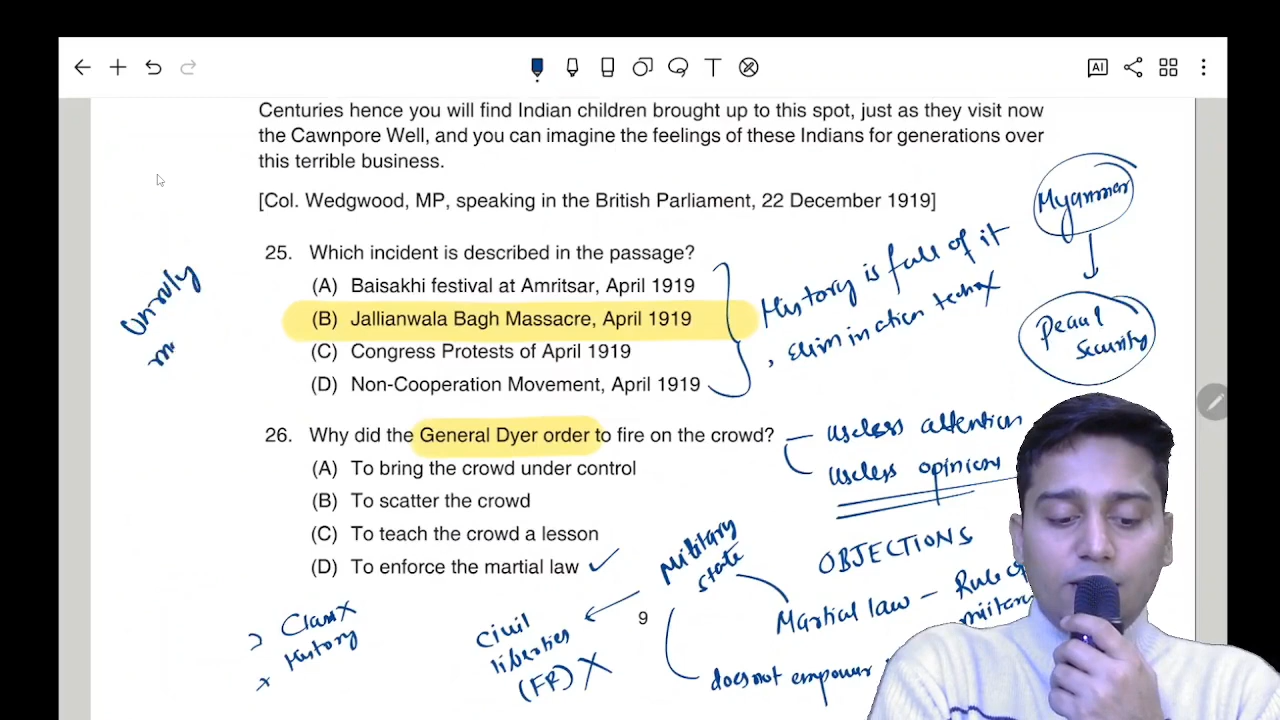 AI
T
Centuries hence you will find Indian children brought up to this spot, just as they visit now
the Cawnpore Well, and you can imagine the feelings of these Indians for generations over
this terrible business.
[Col. Wedgwood, MP, speaking in the British Parliament, 22 December 1919]
Myanmar
25. Which incident is described in the passage?
(A) Baisakhi festival at Amritsar, April 1919
(B) Jallianwala Bagh Massacre, April 1919
(C) Congress Protests of April 1919
(D) Non-Cooperation Movement, April 1919
Unruly
m
History is full of it
elimination
security
26. Why did the General Dyer order to fire on the crowd?
(A) To bring the crowd under control
(B) To scatter the crowd
(C) To teach the crowd a lesson
(D) To enforce the martial law
useless attention
useless opinions
OBJECTIONS
Military
state
Martial law – Rule of
military
does not empower
Civil
liberties
(FR) X
9
Class X
History